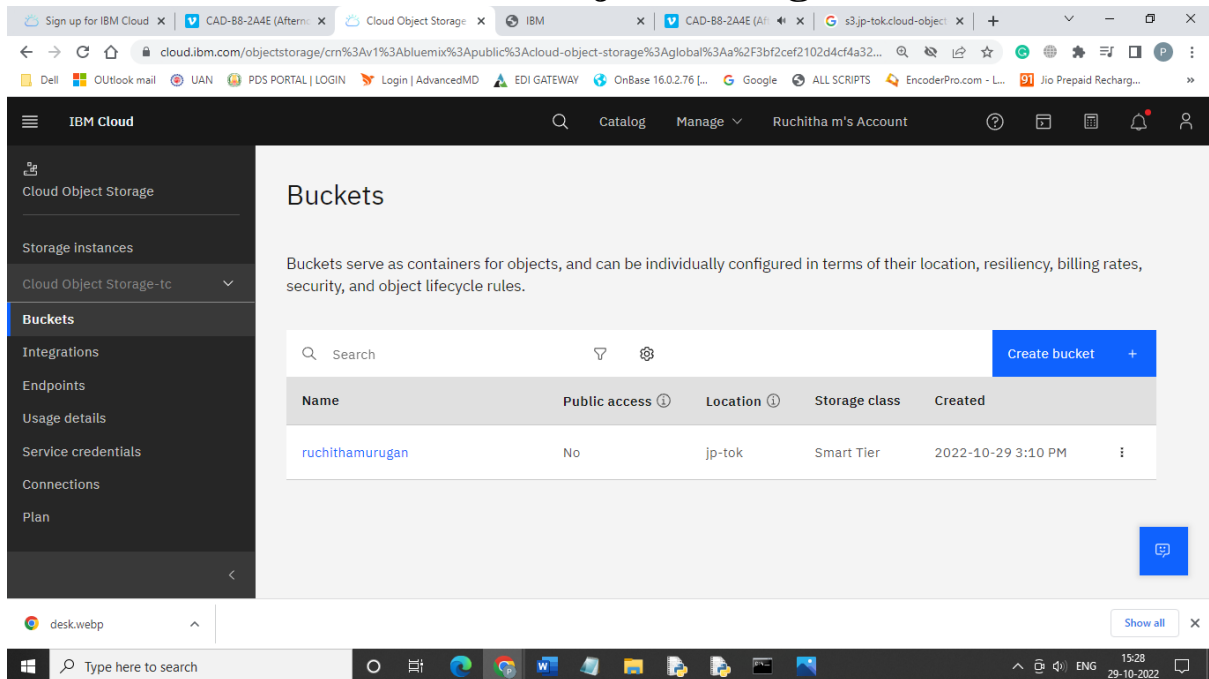 Sign up for IBM Cloud
CAD-B8-2A4E (Afterno
Cloud Object Storage
IBM
CAD-B8-2A4E (Aft
s3.jp-tok.cloud-object
cloud.ibm.com/objectstorage/crn%3Av1%3Abluemix%3Apublic%3Acloud-object-storage%3Aglobal%3Aa%2F3bf2cef2102d4cf4a32...
P
Dell
OUtlook mail
UAN
PDS PORTAL | LOGIN
Login | AdvancedMD
EDI GATEWAY
OnBase 16.0.2.76 [...
Google
ALL SCRIPTS
EncoderPro.com - L...
Jio Prepaid Recharg...
IBM Cloud
Catalog
Manage
Ruchitha m's Account
Cloud Object Storage
Storage instances
Cloud Object Storage-tc
Buckets
Integrations
Endpoints
Usage details
Service credentials
Connections
Plan
Buckets
Buckets serve as containers for objects, and can be individually configured in terms of their location, resiliency, billing rates,
security, and object lifecycle rules.
Search
Create bucket +
Name Public access Location Storage class Created
ruchithamurugan No jp-tok Smart Tier 2022-10-29 3:10 PM
desk.webp
Show all
Type here to search
ENG
15:28
29-10-2022